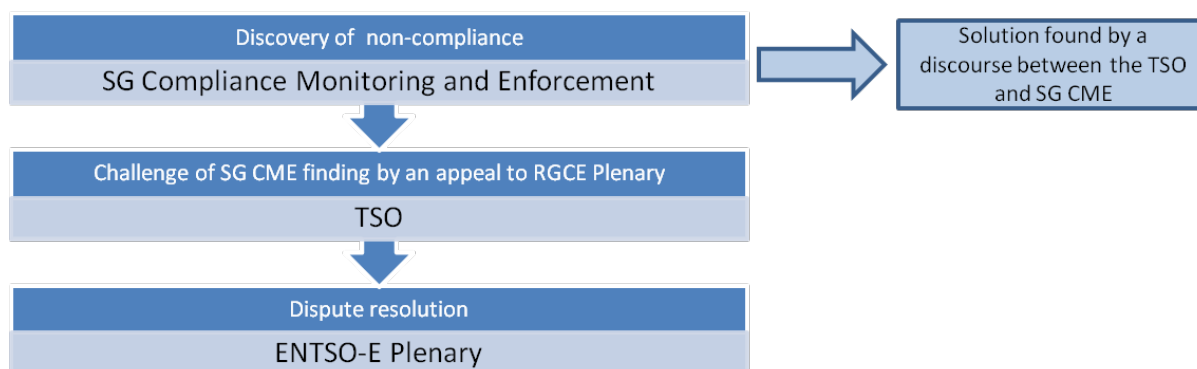 Discovery of non-compliance
SG Compliance Monitoring and Enforcement
Solution found by a
discourse between the TSO
and SG CME
Challenge of SG CME finding by an appeal to RGCE Plenary
TSO
Dispute resolution
ENTSO-E Plenary